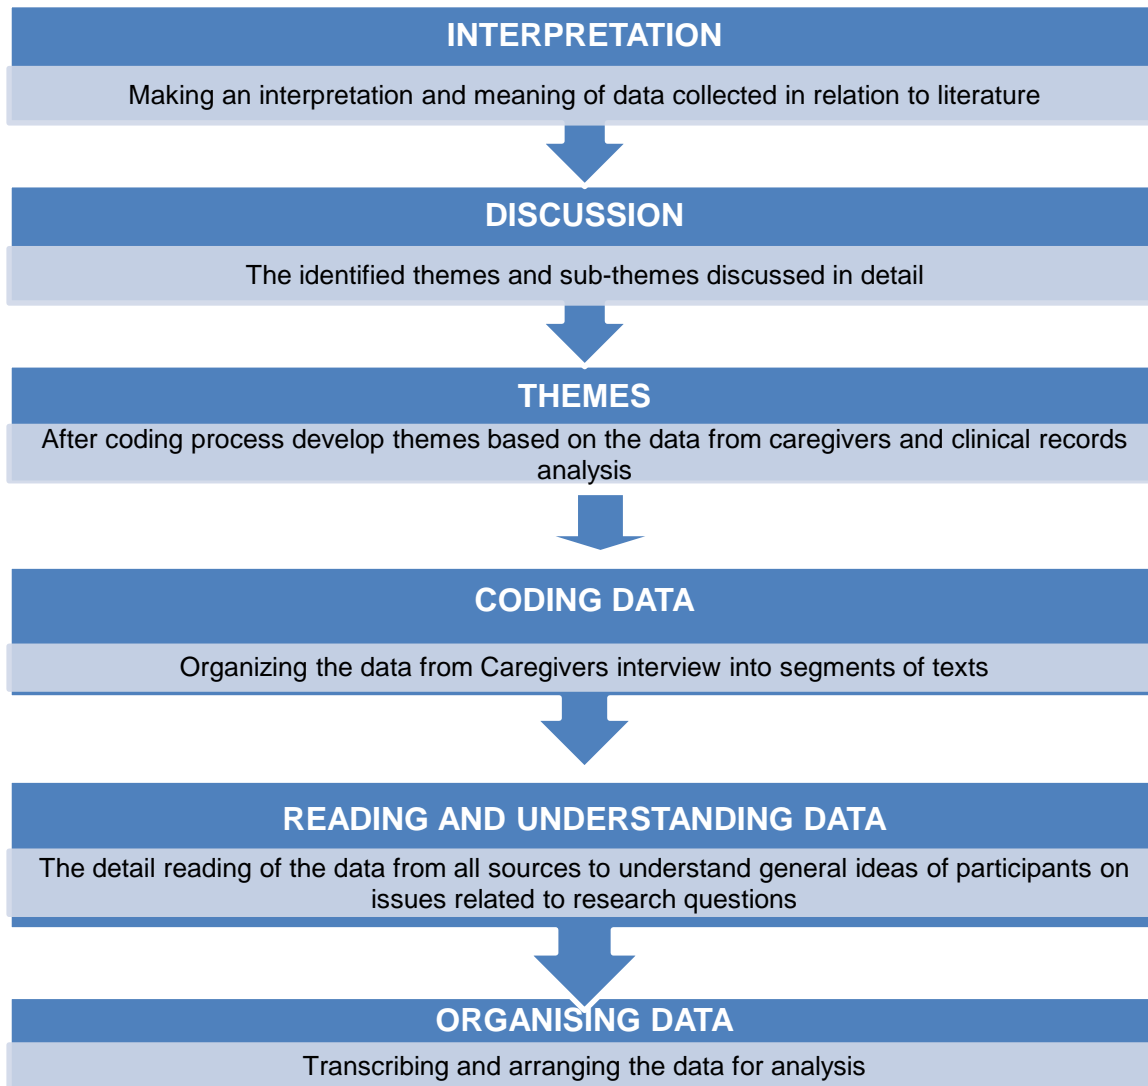 INTERPRETATION
Making an interpretation and meaning of data collected in relation to literature
DISCUSSION
The identified themes and sub-themes discussed in detail
THEMES
After coding process develop themes based on the data from caregivers and clinical records
analysis
CODING DATA
Organizing the data from Caregivers interview into segments of texts
READING AND UNDERSTANDING DATA
The detail reading of the data from all sources to understand general ideas of participants on
issues related to research questions
ORGANISING DATA
Transcribing and arranging the data for analysis